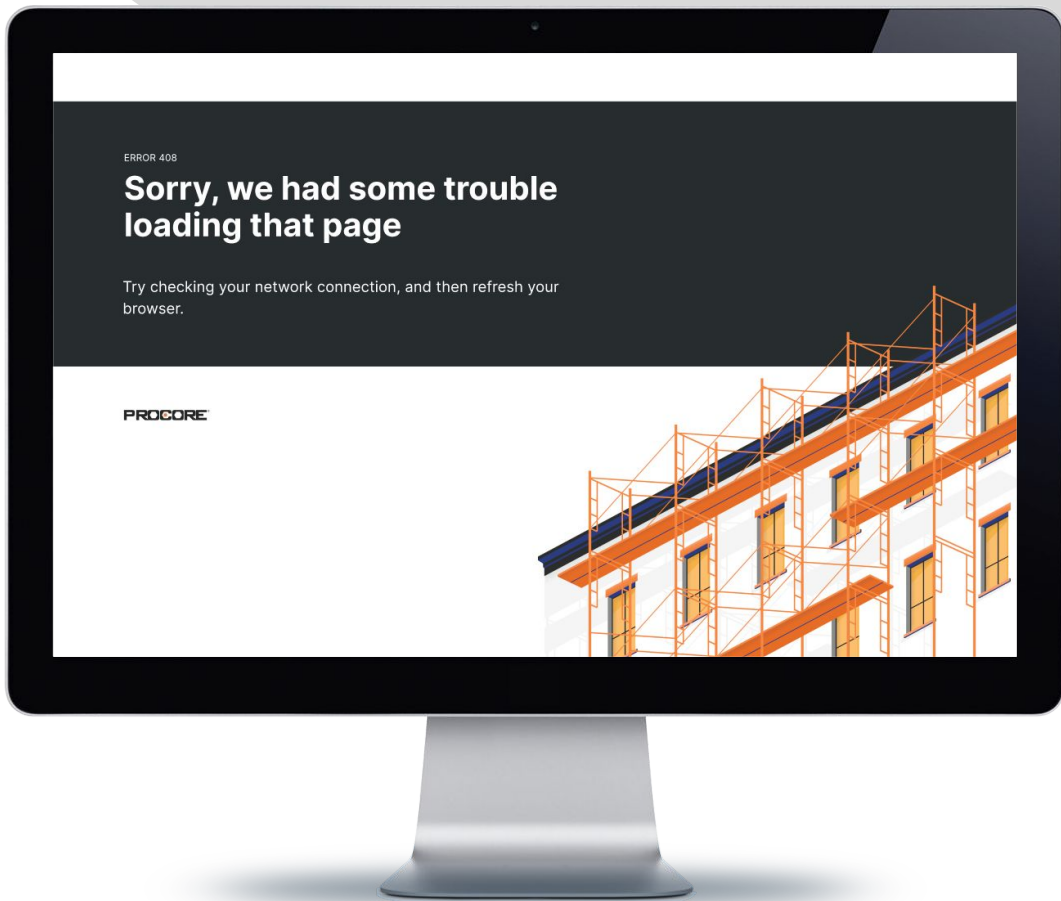 ERROR 408
Sorry, we had some trouble
loading that page
Try checking your network connection, and then refresh your
browser.
PROCORE